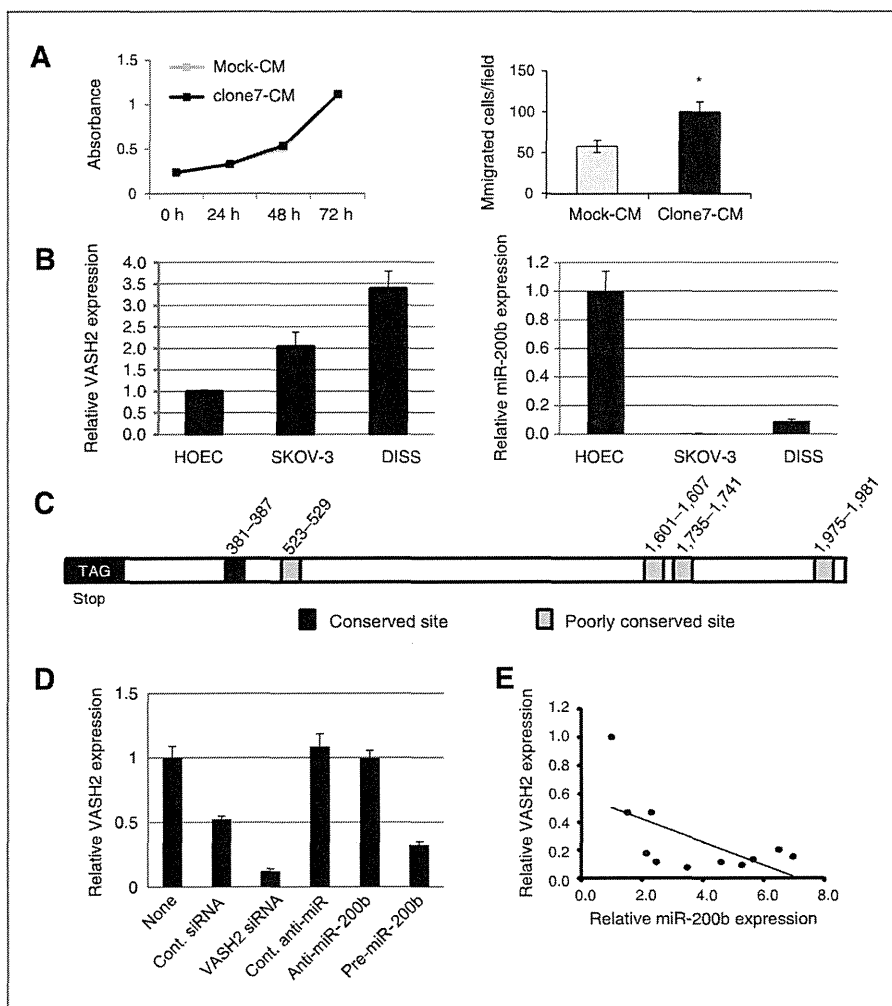 A
Absorbance
1.5
1
0.5
0
Mock-CM
clone7-CM
0 h 24 h 48 h 72 h
Mmigrated cells/field
150
100
50
0
*
Mock-CM Clone7-CM
B
Relative VASH2 expression
4.0
3.5
3.0
2.5
2.0
1.5
1.0
0.5
0.0
HOEC SKOV-3 DISS
Relative miR-200b expression
1.2
1.0
0.8
0.6
0.4
0.2
0.0
HOEC SKOV-3 DISS
C
381–387
523–529
1,601–1,607
1,735–1,741
1,975–1,981
TAG
Stop
Conserved site
Poorly conserved site
D
Relative VASH2 expression
1.5
1
0.5
0
None
Cont. siRNA
VASH2 siRNA
Cont. anti-miR
Anti-miR-200b
Pre-miR-200b
E
Relative VASH2 expression
1.2
1.0
0.8
0.6
0.4
0.2
0.0
0.0 2.0 4.0 6.0 8.0
Relative miR-200b expression